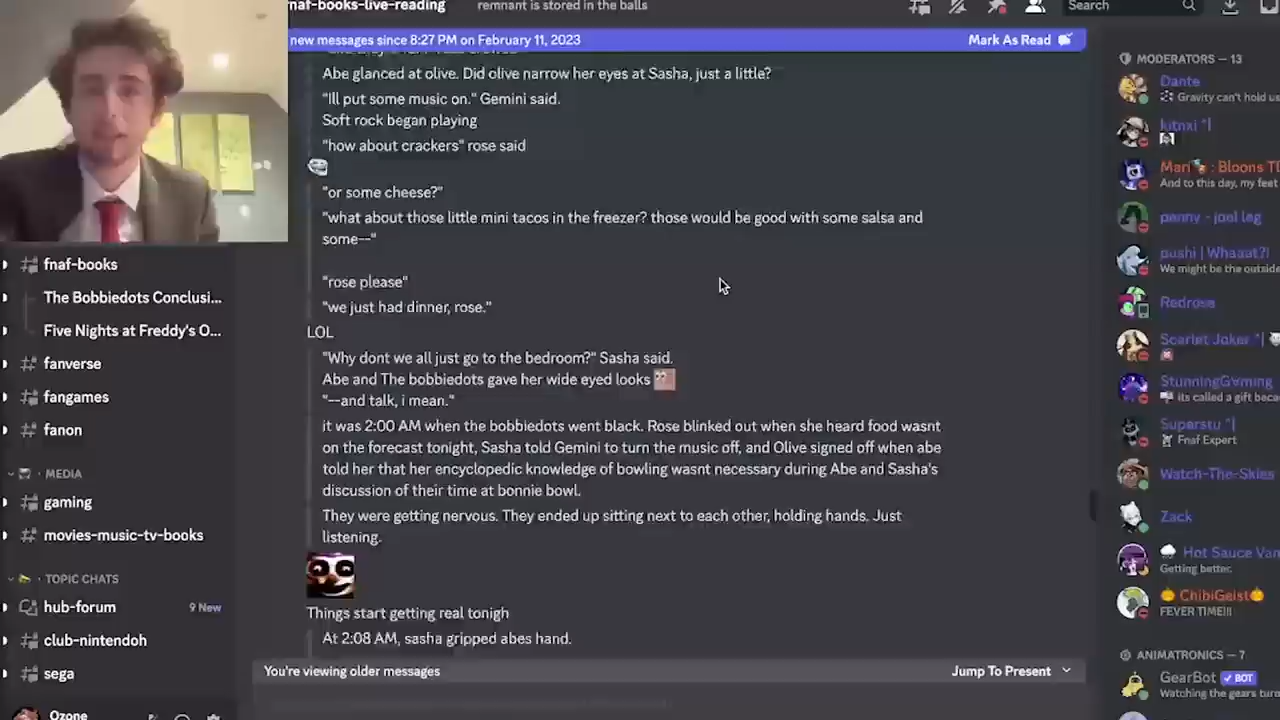 fnaf-books-live-reading
remnant is stored in the balls
Search
new messages since 8:27 PM on February 11, 2023
Mark As Read
Abe glanced at olive. Did olive narrow her eyes at Sasha, just a little?
"Ill put some music on." Gemini said.
Soft rock began playing
"how about crackers" rose said
"or some cheese?"
"what about those little mini tacos in the freezer? those would be good with some salsa and
some--"
"rose please"
"we just had dinner, rose."
LOL
"Why dont we all just go to the bedroom?" Sasha said.
Abe and The bobbiedots gave her wide eyed looks
"--and talk, i mean."
it was 2:00 AM when the bobbiedots went black. Rose blinked out when she heard food wasnt
on the forecast tonight, Sasha told Gemini to turn the music off, and Olive signed off when abe
told her that her encyclopedic knowledge of bowling wasnt necessary during Abe and Sasha's
discussion of their time at bonnie bowl.
They were getting nervous. They ended up sitting next to each other, holding hands. Just
listening.
Things start getting real tonigh
At 2:08 AM, sasha gripped abes hand.
You're viewing older messages
Jump To Present
fnaf-books
The Bobbiedots Conclusi...
Five Nights at Freddy's O...
fanverse
fangames
fanon
MEDIA
gaming
movies-music-tv-books
TOPIC CHATS
hub-forum
9 New
club-nintendoh
sega
Ozone
MODERATORS — 13
Dante
Gravity can't hold us
kitnxi ^|
Mari : Bloons TD
And to this day, my feet
penny - joel leg
pushi | Whaaat?!
We might be the outside
Redrose
Scarlet Joker ^|
StunningGVming
its called a gift becau
Superstu ^|
Fnaf Expert
Watch-The-Skies
Zack
Hot Sauce Van
Getting better.
ChibiGeist
FEVER TIME!!!
ANIMATRONICS — 7
GearBot
BOT
Watching the gears turn